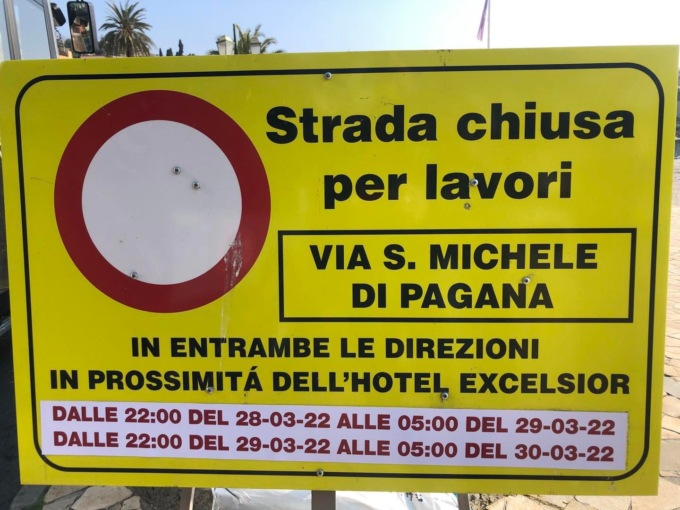 Strada chiusa
per lavori
VIA S. MICHELE
DI PAGANA
IN ENTRAMBE LE DIREZIONI
IN PROSSIMITÁ DELL'HOTEL EXCELSIOR
DALLE 22:00 DEL 28-03-22 ALLE 05:00 DEL 29-03-22
DALLE 22:00 DEL 29-03-22 ALLE 05:00 DEL 30-03-22